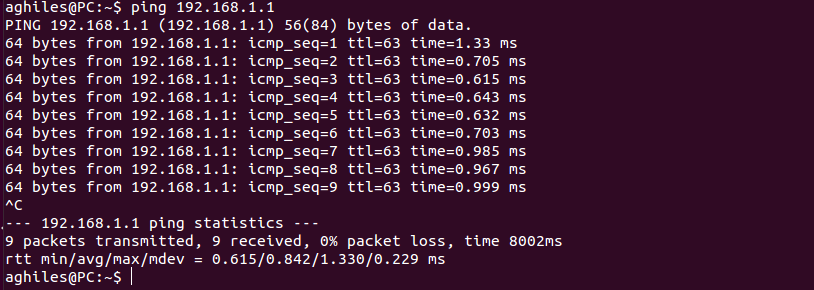 aghiles@PC:~$ ping 192.168.1.1
PING 192.168.1.1 (192.168.1.1) 56(84) bytes of data.
64 bytes from 192.168.1.1: icmp_seq=1 ttl=63 time=1.33 ms
64 bytes from 192.168.1.1: icmp_seq=2 ttl=63 time=0.705 ms
64 bytes from 192.168.1.1: icmp_seq=3 ttl=63 time=0.615 ms
64 bytes from 192.168.1.1: icmp_seq=4 ttl=63 time=0.643 ms
64 bytes from 192.168.1.1: icmp_seq=5 ttl=63 time=0.632 ms
64 bytes from 192.168.1.1: icmp_seq=6 ttl=63 time=0.703 ms
64 bytes from 192.168.1.1: icmp_seq=7 ttl=63 time=0.985 ms
64 bytes from 192.168.1.1: icmp_seq=8 ttl=63 time=0.967 ms
64 bytes from 192.168.1.1: icmp_seq=9 ttl=63 time=0.999 ms
^C
--- 192.168.1.1 ping statistics ---
9 packets transmitted, 9 received, 0% packet loss, time 8002ms
rtt min/avg/max/mdev = 0.615/0.842/1.330/0.229 ms
aghiles@PC:~$